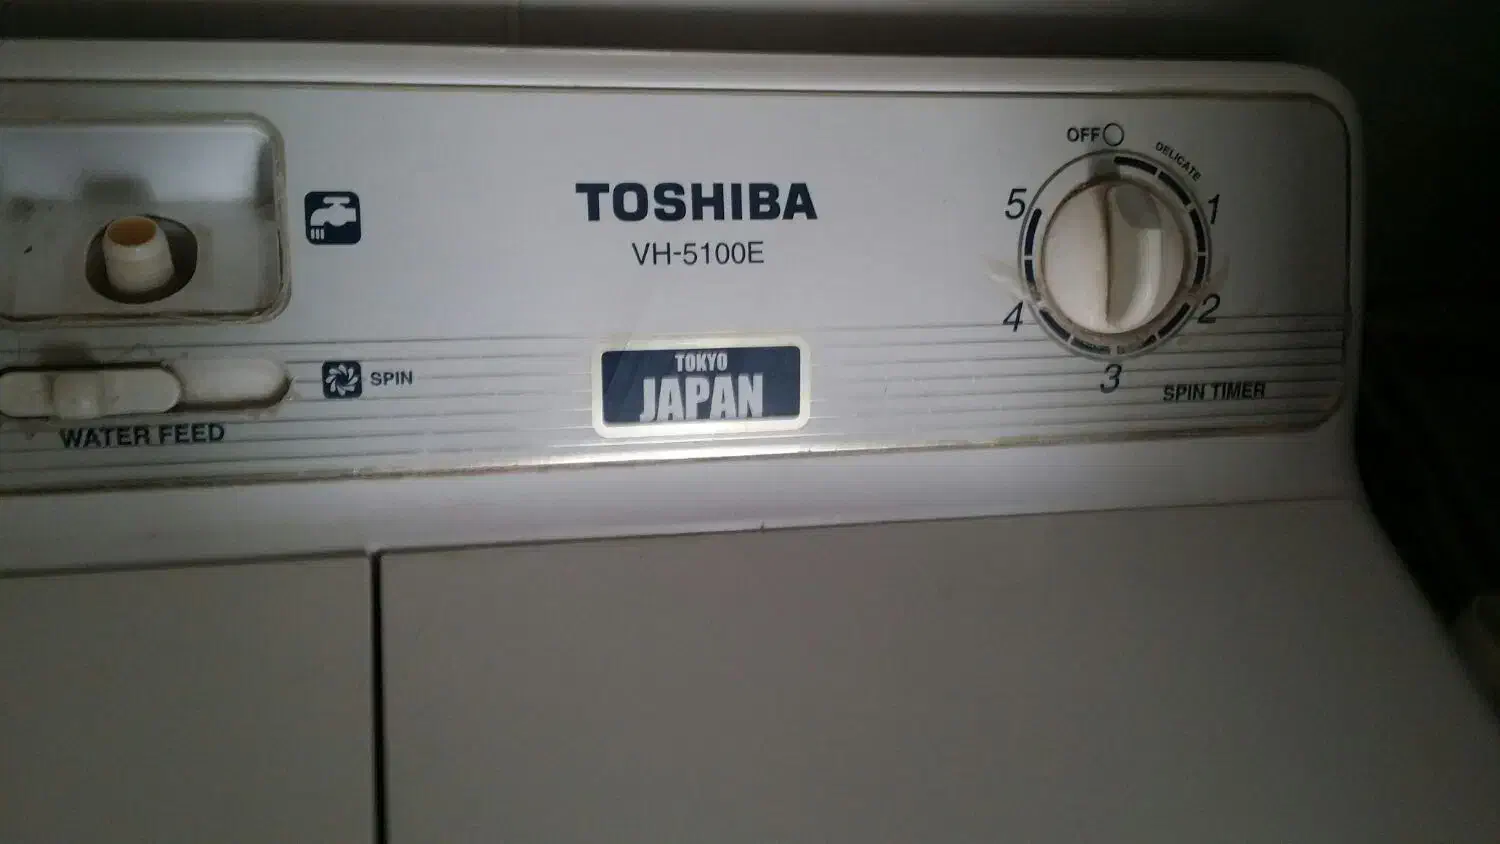 OFF
DELICATE
1
2
3
4
5
SPIN TIMER
TOSHIBA
VH-5100E
TOKYO
JAPAN
SPIN
WATER FEED